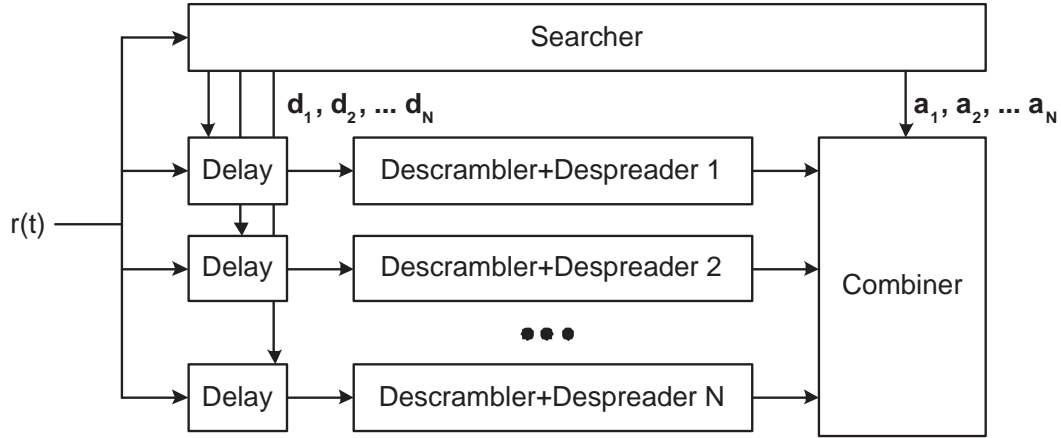 Searcher
d1, d2, ... dN
a1, a2, ... aN
Delay
Descrambler+Despreader 1
r(t)
Delay
Descrambler+Despreader 2
Combiner
Delay
Descrambler+Despreader N